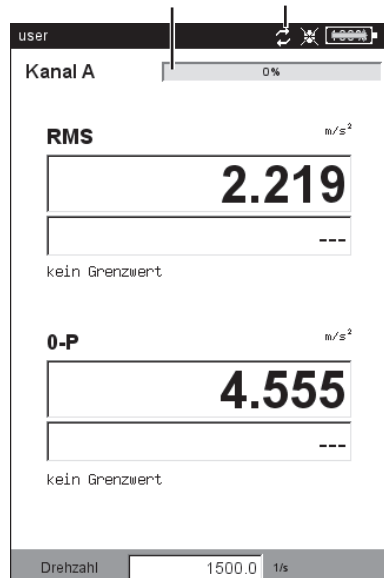 user 100%
Kanal A 0%
RMS m/s²
2.219
---
kein Grenzwert
0-P m/s²
4.555
---
kein Grenzwert
Drehzahl 1500.0 1/s